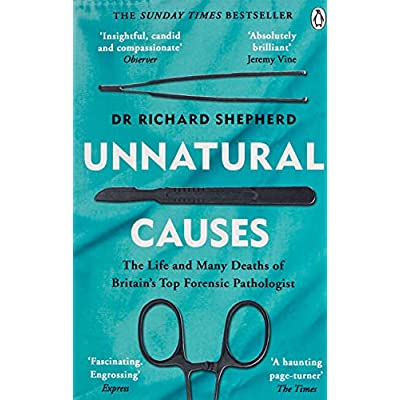 THE SUNDAY TIMES BESTSELLER
'Insightful, candid
and compassionate'
Observer
'Absolutely
brilliant'
Jeremy Vine
DR RICHARD SHEPHERD
UNNATURAL
CAUSES
The Life and Many Deaths of
Britain's Top Forensic Pathologist
'Fascinating.
Engrossing'
Express
'A haunting
page-turner'
The Times